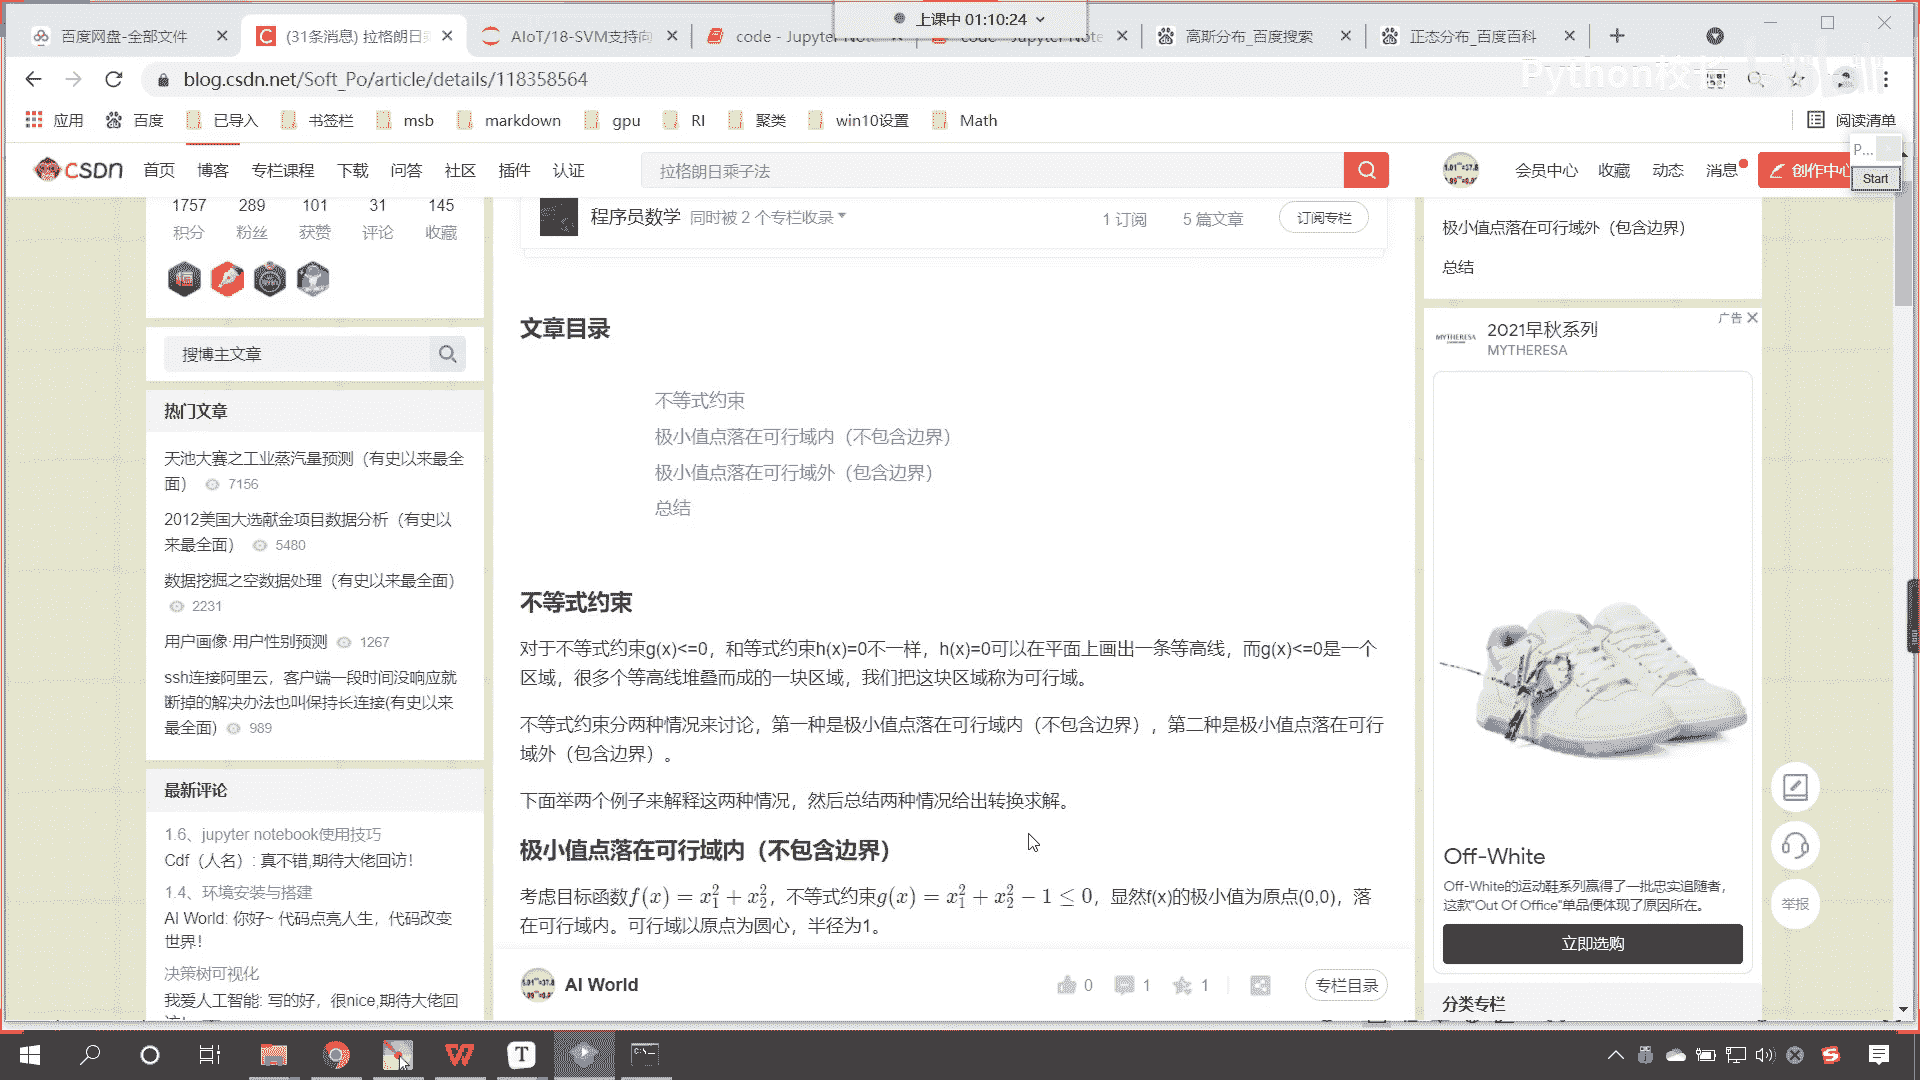 上课中 01:10:24
百度网盘-全部文件
(31条消息) 拉格朗日
AIoT/18-SVM支持向
code - Jupyter Note
code - Jupyter Note
高斯分布_百度搜索
正态分布_百度百科
blog.csdn.net/Soft_Po/article/details/118358564
应用
百度
已导入
书签栏
msb
markdown
gpu
RI
聚类
win10设置
Math
阅读清单
P...
Start
CSDN
首页
博客
专栏课程
下载
问答
社区
插件
认证
拉格朗日乘子法
会员中心
收藏
动态
消息
创作中心
1757 289 101 31 145
积分 粉丝 获赞 评论 收藏
搜博主文章
热门文章
天池大赛之工业蒸汽量预测（有史以来最全
面） 7156
2012美国大选献金项目数据分析（有史以
来最全面） 5480
数据挖掘之空数据处理（有史以来最全面）
2231
用户画像·用户性别预测 1267
ssh连接阿里云，客户端一段时间没响应就
断掉的解决办法也叫保持长连接(有史以来
最全面) 989
最新评论
1.6、jupyter notebook使用技巧
Cdf（人名）: 真不错,期待大佬回访！
1.4、环境安装与搭建
AI World: 你好~ 代码点亮人生，代码改变
世界！
决策树可视化
我爱人工智能: 写的好，很nice,期待大佬回
程序员数学 同时被 2 个专栏收录
1 订阅 5 篇文章 订阅专栏
文章目录
不等式约束
极小值点落在可行域内（不包含边界）
极小值点落在可行域外（包含边界）
总结
不等式约束
对于不等式约束g(x)<=0，和等式约束h(x)=0不一样，h(x)=0可以在平面上画出一条等高线，而g(x)<=0是一个
区域，很多个等高线堆叠而成的一块区域，我们把这块区域称为可行域。
不等式约束分两种情况来讨论，第一种是极小值点落在可行域内（不包含边界），第二种是极小值点落在可行
域外（包含边界）。
下面举两个例子来解释这两种情况，然后总结两种情况给出转换求解。
极小值点落在可行域内（不包含边界）
考虑目标函数f(x) = x₁² + x₂²，不等式约束g(x) = x₁² + x₂² − 1 ≤ 0，显然f(x)的极小值为原点(0,0)，落
在可行域内。可行域以原点为圆心，半径为1。
AI World
0 1 1
专栏目录
极小值点落在可行域外（包含边界）
总结
广告
MYTHERESA
2021早秋系列
MYTHERESA
Off-White
Off-White的运动鞋系列赢得了一批忠实追随者，
这款"Out Of Office"单品便体现了原因所在。
立即选购
分类专栏
举报